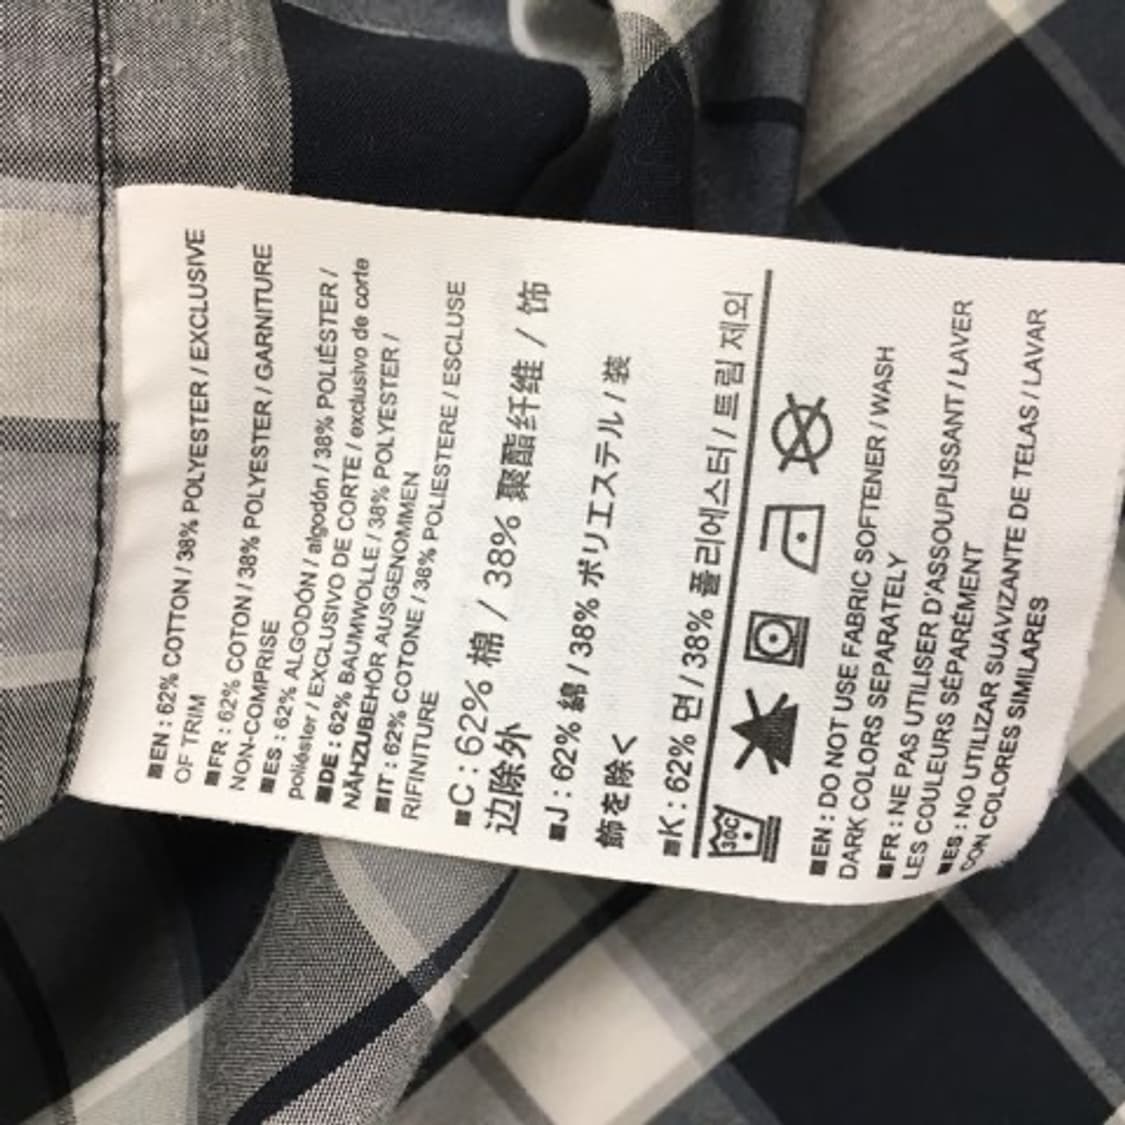 ■EN : 62% COTTON / 38% POLYESTER / EXCLUSIVE
OF TRIM
■FR : 62% COTON / 38% POLYESTER / GARNITURE
NON-COMPRISE
■ES : 62% ALGODÓN / algodón / 38% POLIÉSTER /
poliéster / EXCLUSIVO DE CORTE / exclusivo de corte
■DE : 62% BAUMWOLLE / 38% POLYESTER /
NÄHZUBEHÖR AUSGENOMMEN
■IT : 62% COTONE / 38% POLIESTERE / ESCLUSE
RIFINITURE
■C : 62% 棉 / 38% 聚酯纤维 / 饰
边除外
■J : 62% 綿 / 38% ポリエステル / 装
飾を除く
■K : 62% 면 / 38% 폴리에스터 / 트림 제외
30C
■EN : DO NOT USE FABRIC SOFTENER / WASH
DARK COLORS SEPARATELY
■FR : NE PAS UTILISER D'ASSOUPLISSANT / LAVER
LES COULEURS SÉPARÉMENT
■ES : NO UTILIZAR SUAVIZANTE DE TELAS / LAVAR
CON COLORES SIMILARES